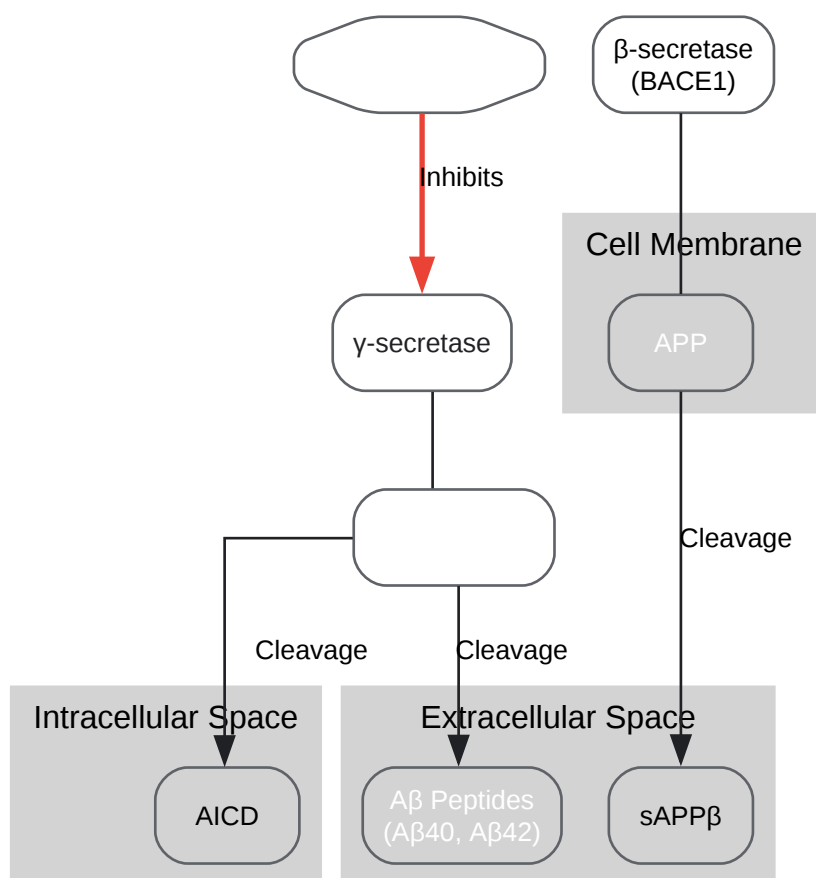 β-secretase
(BACE1)
Inhibits
Cell Membrane
γ-secretase
APP
Cleavage
Cleavage
Cleavage
Intracellular Space
Extracellular Space
AICD
Aβ Peptides
(Aβ40, Aβ42)
sAPPβ